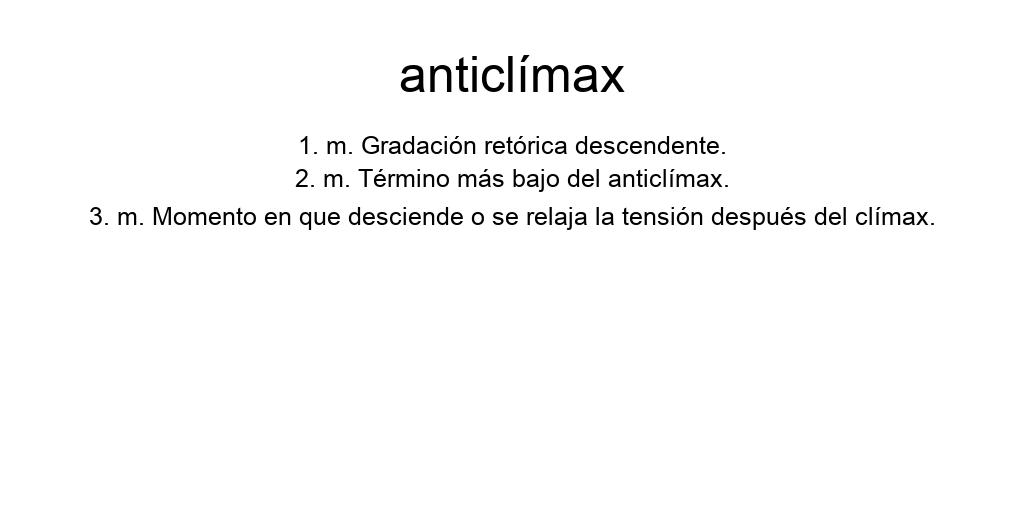 anticlímax
1. m. Gradación retórica descendente.
2. m. Término más bajo del anticlímax.
3. m. Momento en que desciende o se relaja la tensión después del clímax.